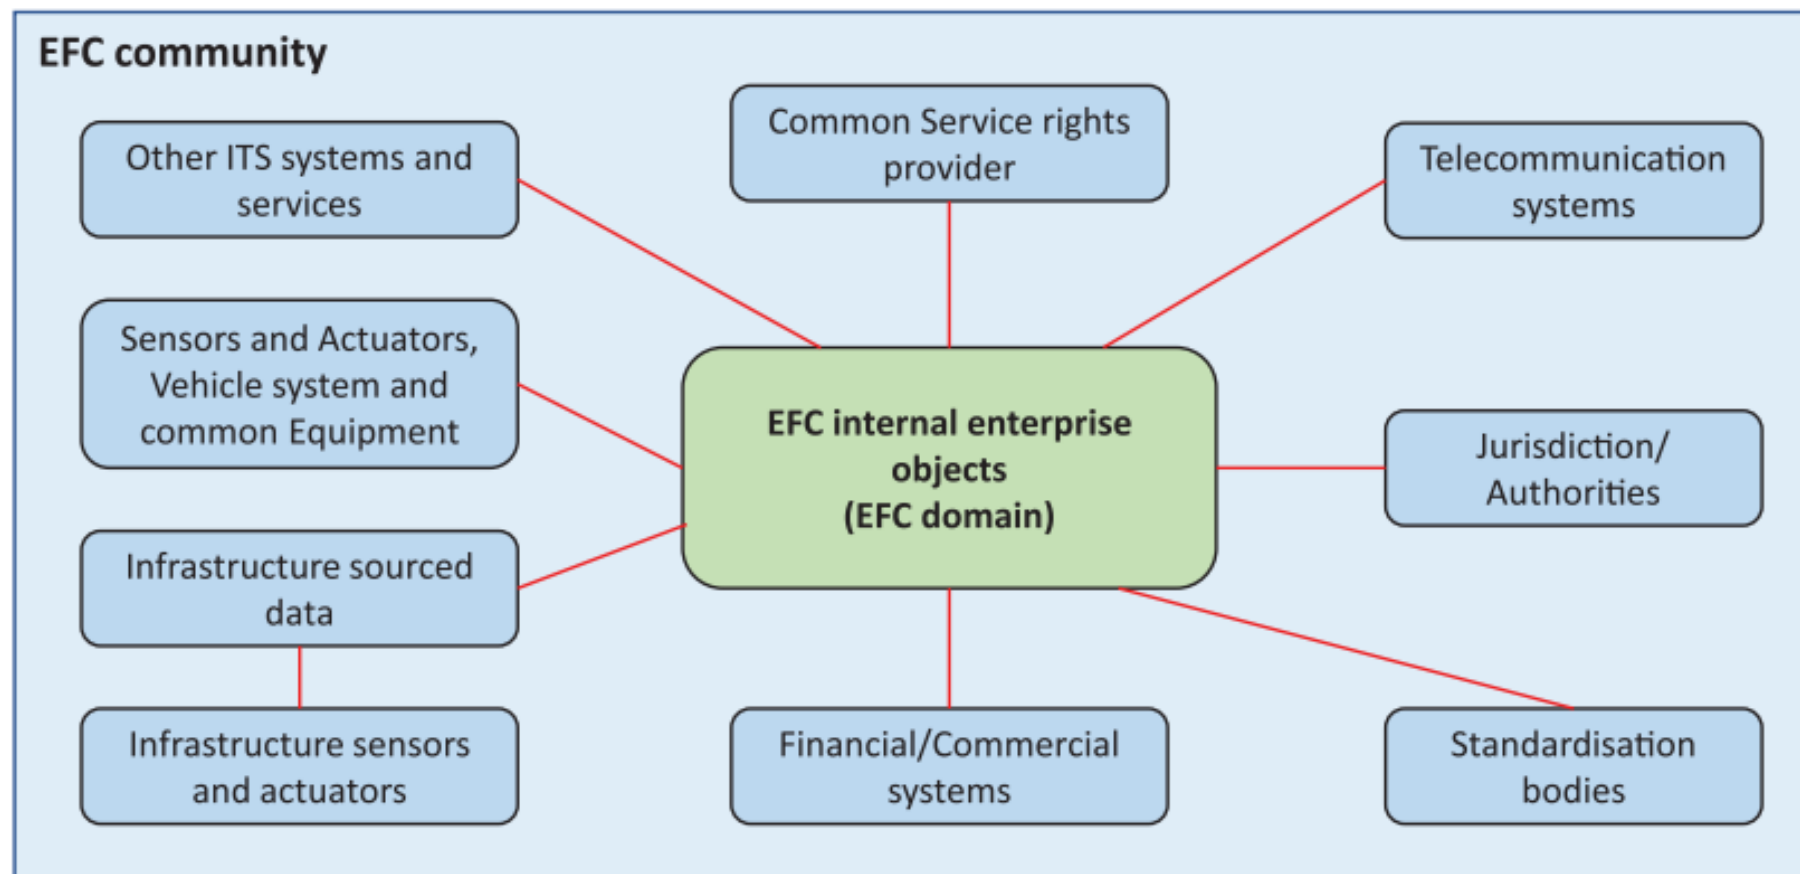 EFC community
Other ITS systems and
services
Common Service rights
provider
Telecommunication
systems
Sensors and Actuators,
Vehicle system and
common Equipment
EFC internal enterprise
objects
(EFC domain)
Jurisdiction/
Authorities
Infrastructure sourced
data
Infrastructure sensors
and actuators
Financial/Commercial
systems
Standardisation
bodies